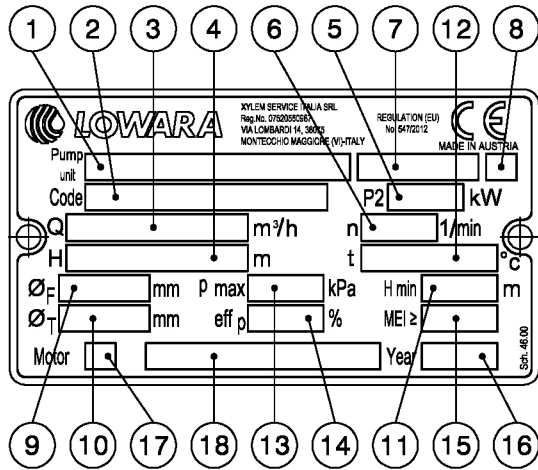 1 2 3 4 6 5 7 12 8
LOWARA
XYLEM SERVICE ITALIA SRL
Reg.No. 07520560967
VIA LOMBARDI 14, 36075
MONTECCHIO MAGGIORE (VI)-ITALY
REGULATION (EU)
No 547/2012
CE
MADE IN AUSTRIA
Pump
unit
Code P2 kW
Q m³/h n 1/min
H m t °c
ØF mm p max kPa H min m
ØT mm eff p % MEI ≥
Motor Year
Sch. 46.00
9 10 17 18 13 14 11 15 16